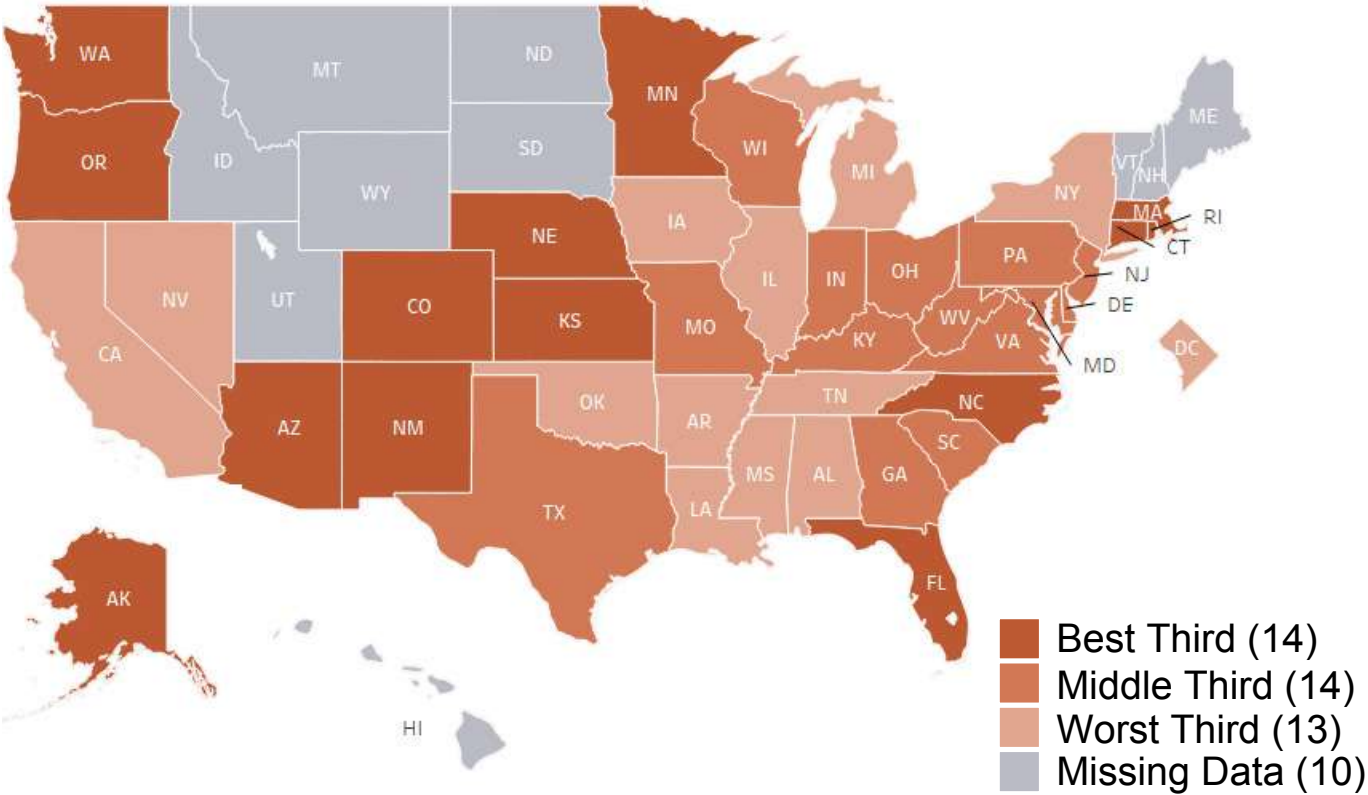 WA
MT
ND
MN
OR
ID
SD
WI
MI
ME
VT
NH
WY
NY
MA
RI
CT
IA
NE
PA
NJ
NV
UT
CO
IL
IN
OH
DE
KS
MO
WV
VA
KY
MD
DC
CA
AZ
NM
OK
AR
TN
NC
SC
MS
AL
GA
LA
TX
FL
AK
HI
Best Third (14)
Middle Third (14)
Worst Third (13)
Missing Data (10)